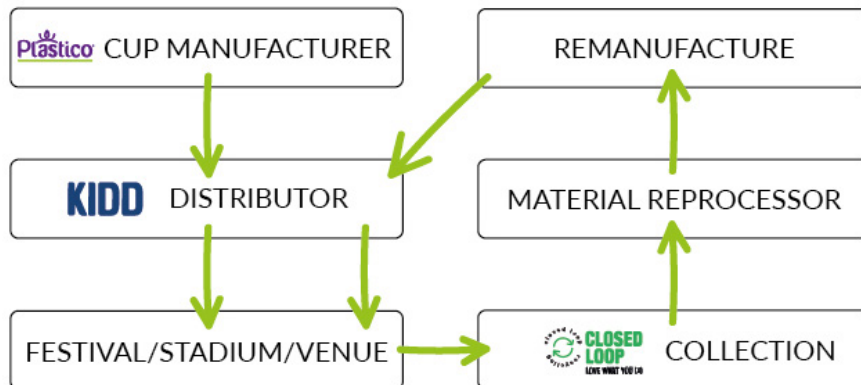 Plastico CUP MANUFACTURER
REMANUFACTURE
KIDD DISTRIBUTOR
MATERIAL REPROCESSOR
FESTIVAL/STADIUM/VENUE
CLOSED LOOP
LOVE WHAT YOU DO
COLLECTION